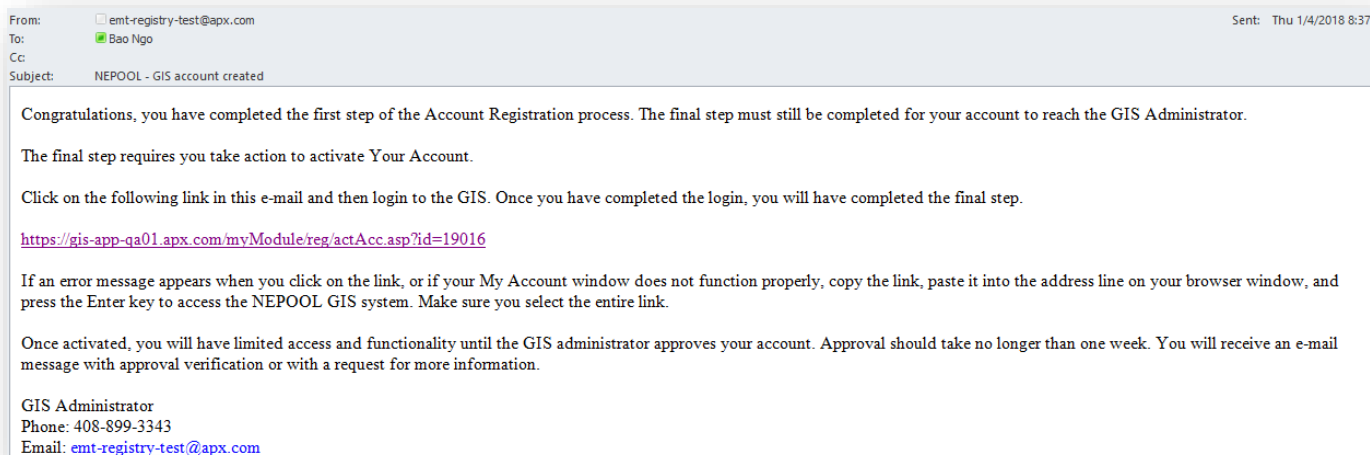 From: emt-registry-test@apx.com Sent: Thu 1/4/2018 8:37
To: Bao Ngo
Cc:
Subject: NEPOOL - GIS account created
Congratulations, you have completed the first step of the Account Registration process. The final step must still be completed for your account to reach the GIS Administrator.
The final step requires you take action to activate Your Account.
Click on the following link in this e-mail and then login to the GIS. Once you have completed the login, you will have completed the final step.
https://gis-app-qa01.apx.com/myModule/reg/actAcc.asp?id=19016
If an error message appears when you click on the link, or if your My Account window does not function properly, copy the link, paste it into the address line on your browser window, and
press the Enter key to access the NEPOOL GIS system. Make sure you select the entire link.
Once activated, you will have limited access and functionality until the GIS administrator approves your account. Approval should take no longer than one week. You will receive an e-mail
message with approval verification or with a request for more information.
GIS Administrator
Phone: 408-899-3343
Email: emt-registry-test@apx.com